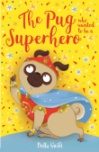 The Pug
who
wanted
to be a
Superhero
Bella Swift